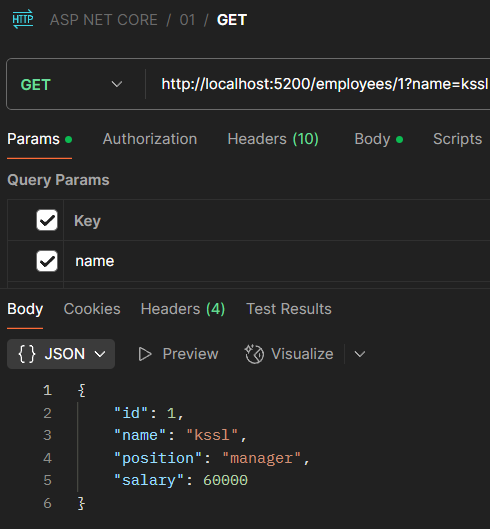 HTTP ASP NET CORE / 01 / GET
GET http://localhost:5200/employees/1?name=kssl
Params Authorization Headers (10) Body Scripts
Query Params
Key
name
Body Cookies Headers (4) Test Results
{} JSON Preview Visualize
1 {
2 "id": 1,
3 "name": "kssl",
4 "position": "manager",
5 "salary": 60000
6 }